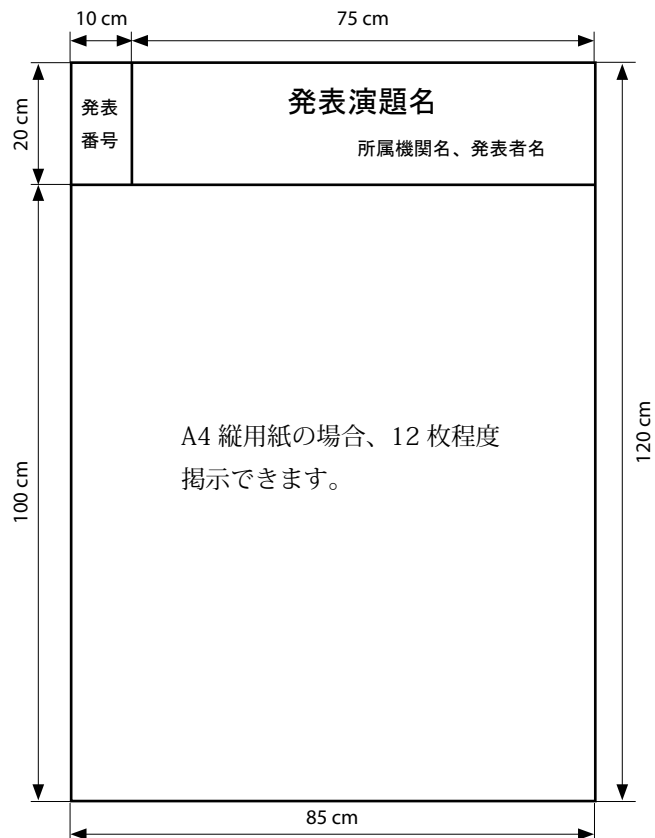 10 cm
75 cm
20 cm
発表
番号
発表演題名
所属機関名、発表者名
100 cm
120 cm
A4 縦用紙の場合、12 枚程度
掲示できます。
85 cm